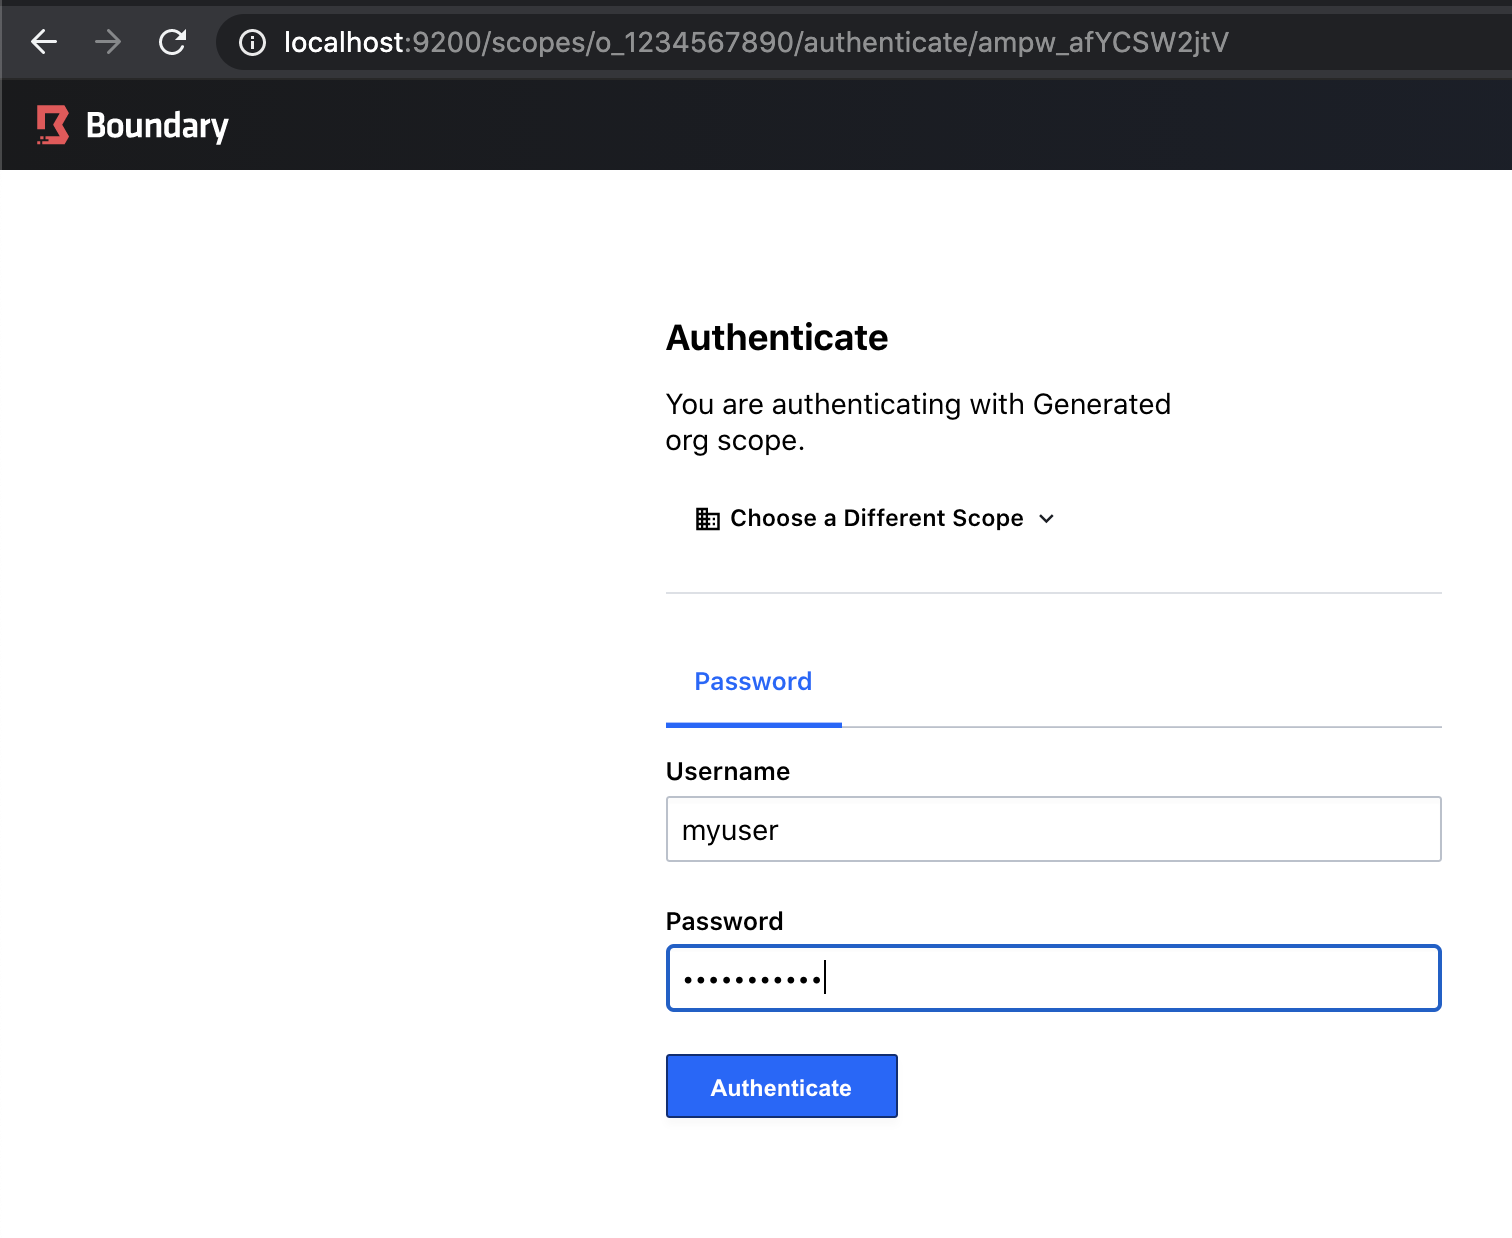 localhost:9200/scopes/o_1234567890/authenticate/ampw_afYCSW2jtV
Boundary
Authenticate
You are authenticating with Generated
org scope.
Choose a Different Scope
Password
Username
myuser
Password
•••••••••••
Authenticate